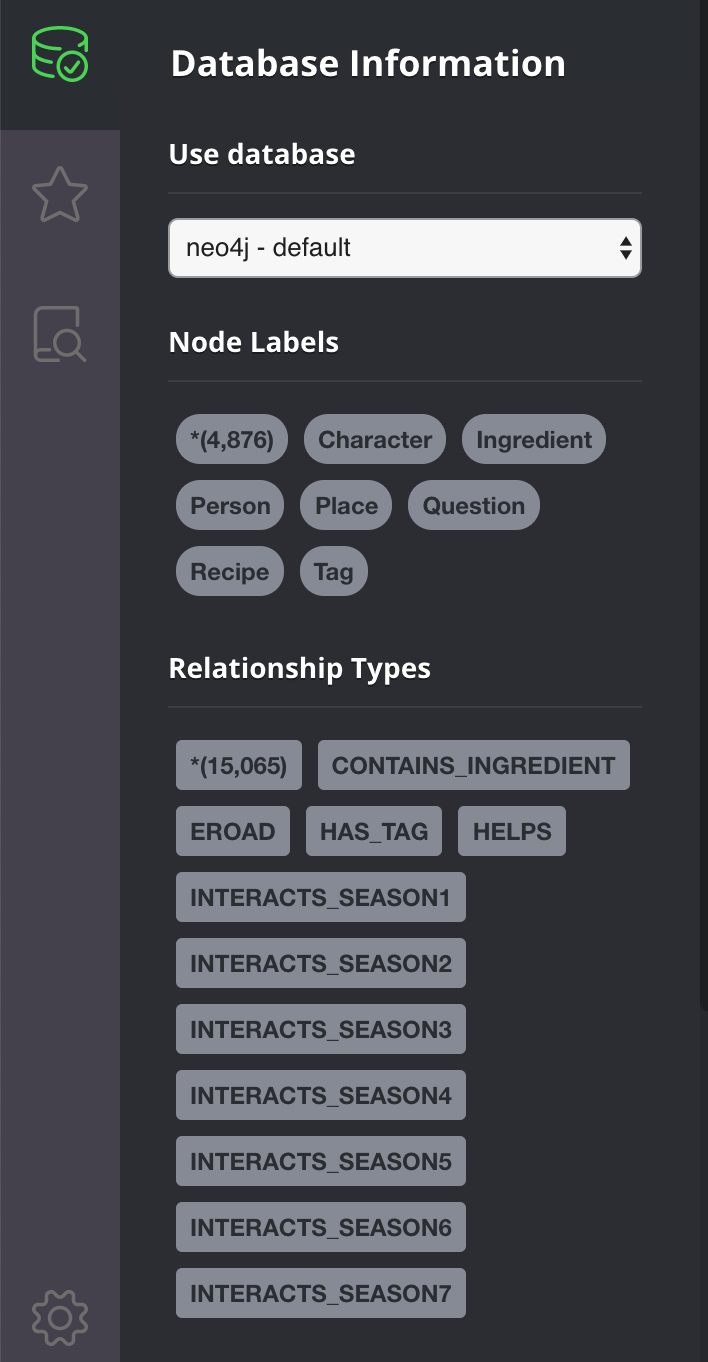 Database Information
Use database
neo4j - default
Node Labels
*(4,876) Character Ingredient
Person Place Question
Recipe Tag
Relationship Types
*(15,065) CONTAINS_INGREDIENT
EROAD HAS_TAG HELPS
INTERACTS_SEASON1
INTERACTS_SEASON2
INTERACTS_SEASON3
INTERACTS_SEASON4
INTERACTS_SEASON5
INTERACTS_SEASON6
INTERACTS_SEASON7